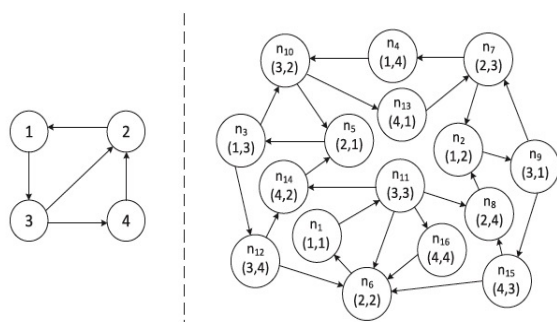 1
2
3
4
n10
(3,2)
n4
(1,4)
n7
(2,3)
n13
(4,1)
n3
(1,3)
n5
(2,1)
n2
(1,2)
n9
(3,1)
n14
(4,2)
n11
(3,3)
n8
(2,4)
n1
(1,1)
n16
(4,4)
n12
(3,4)
n6
(2,2)
n15
(4,3)